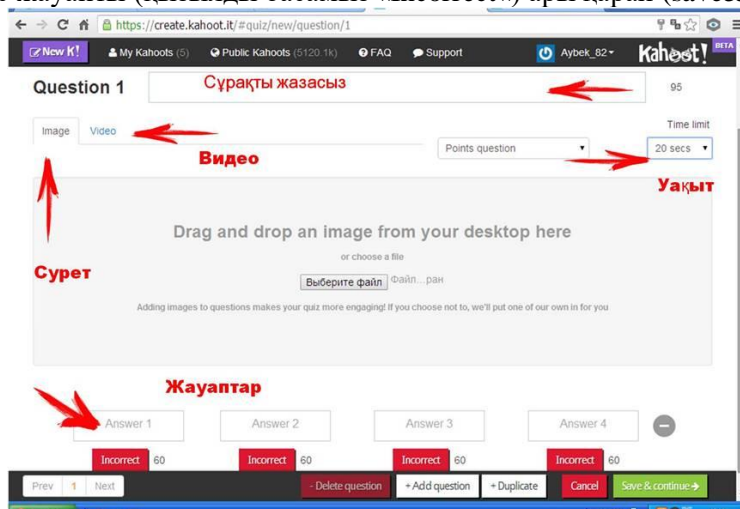 https://create.kahoot.it/#quiz/new/question/1
New K! My Kahoots (5) Public Kahoots (5120.1k) FAQ Support Aybek_82 Kahoot! BETA
Question 1 Сұрақты жазасыз 95
Image Video Time limit
Видео Points question 20 secs
Уақыт
Drag and drop an image from your desktop here
or choose a file
Сурет Выберите файл Файл...ран
Adding images to questions makes your quiz more engaging! If you choose not to, we'll put one of our own in for you
Жауаптар
Answer 1 Answer 2 Answer 3 Answer 4
Incorrect 60 Incorrect 60 Incorrect 60 Incorrect 60
Prev 1 Next - Delete question + Add question + Duplicate Cancel Save & continue